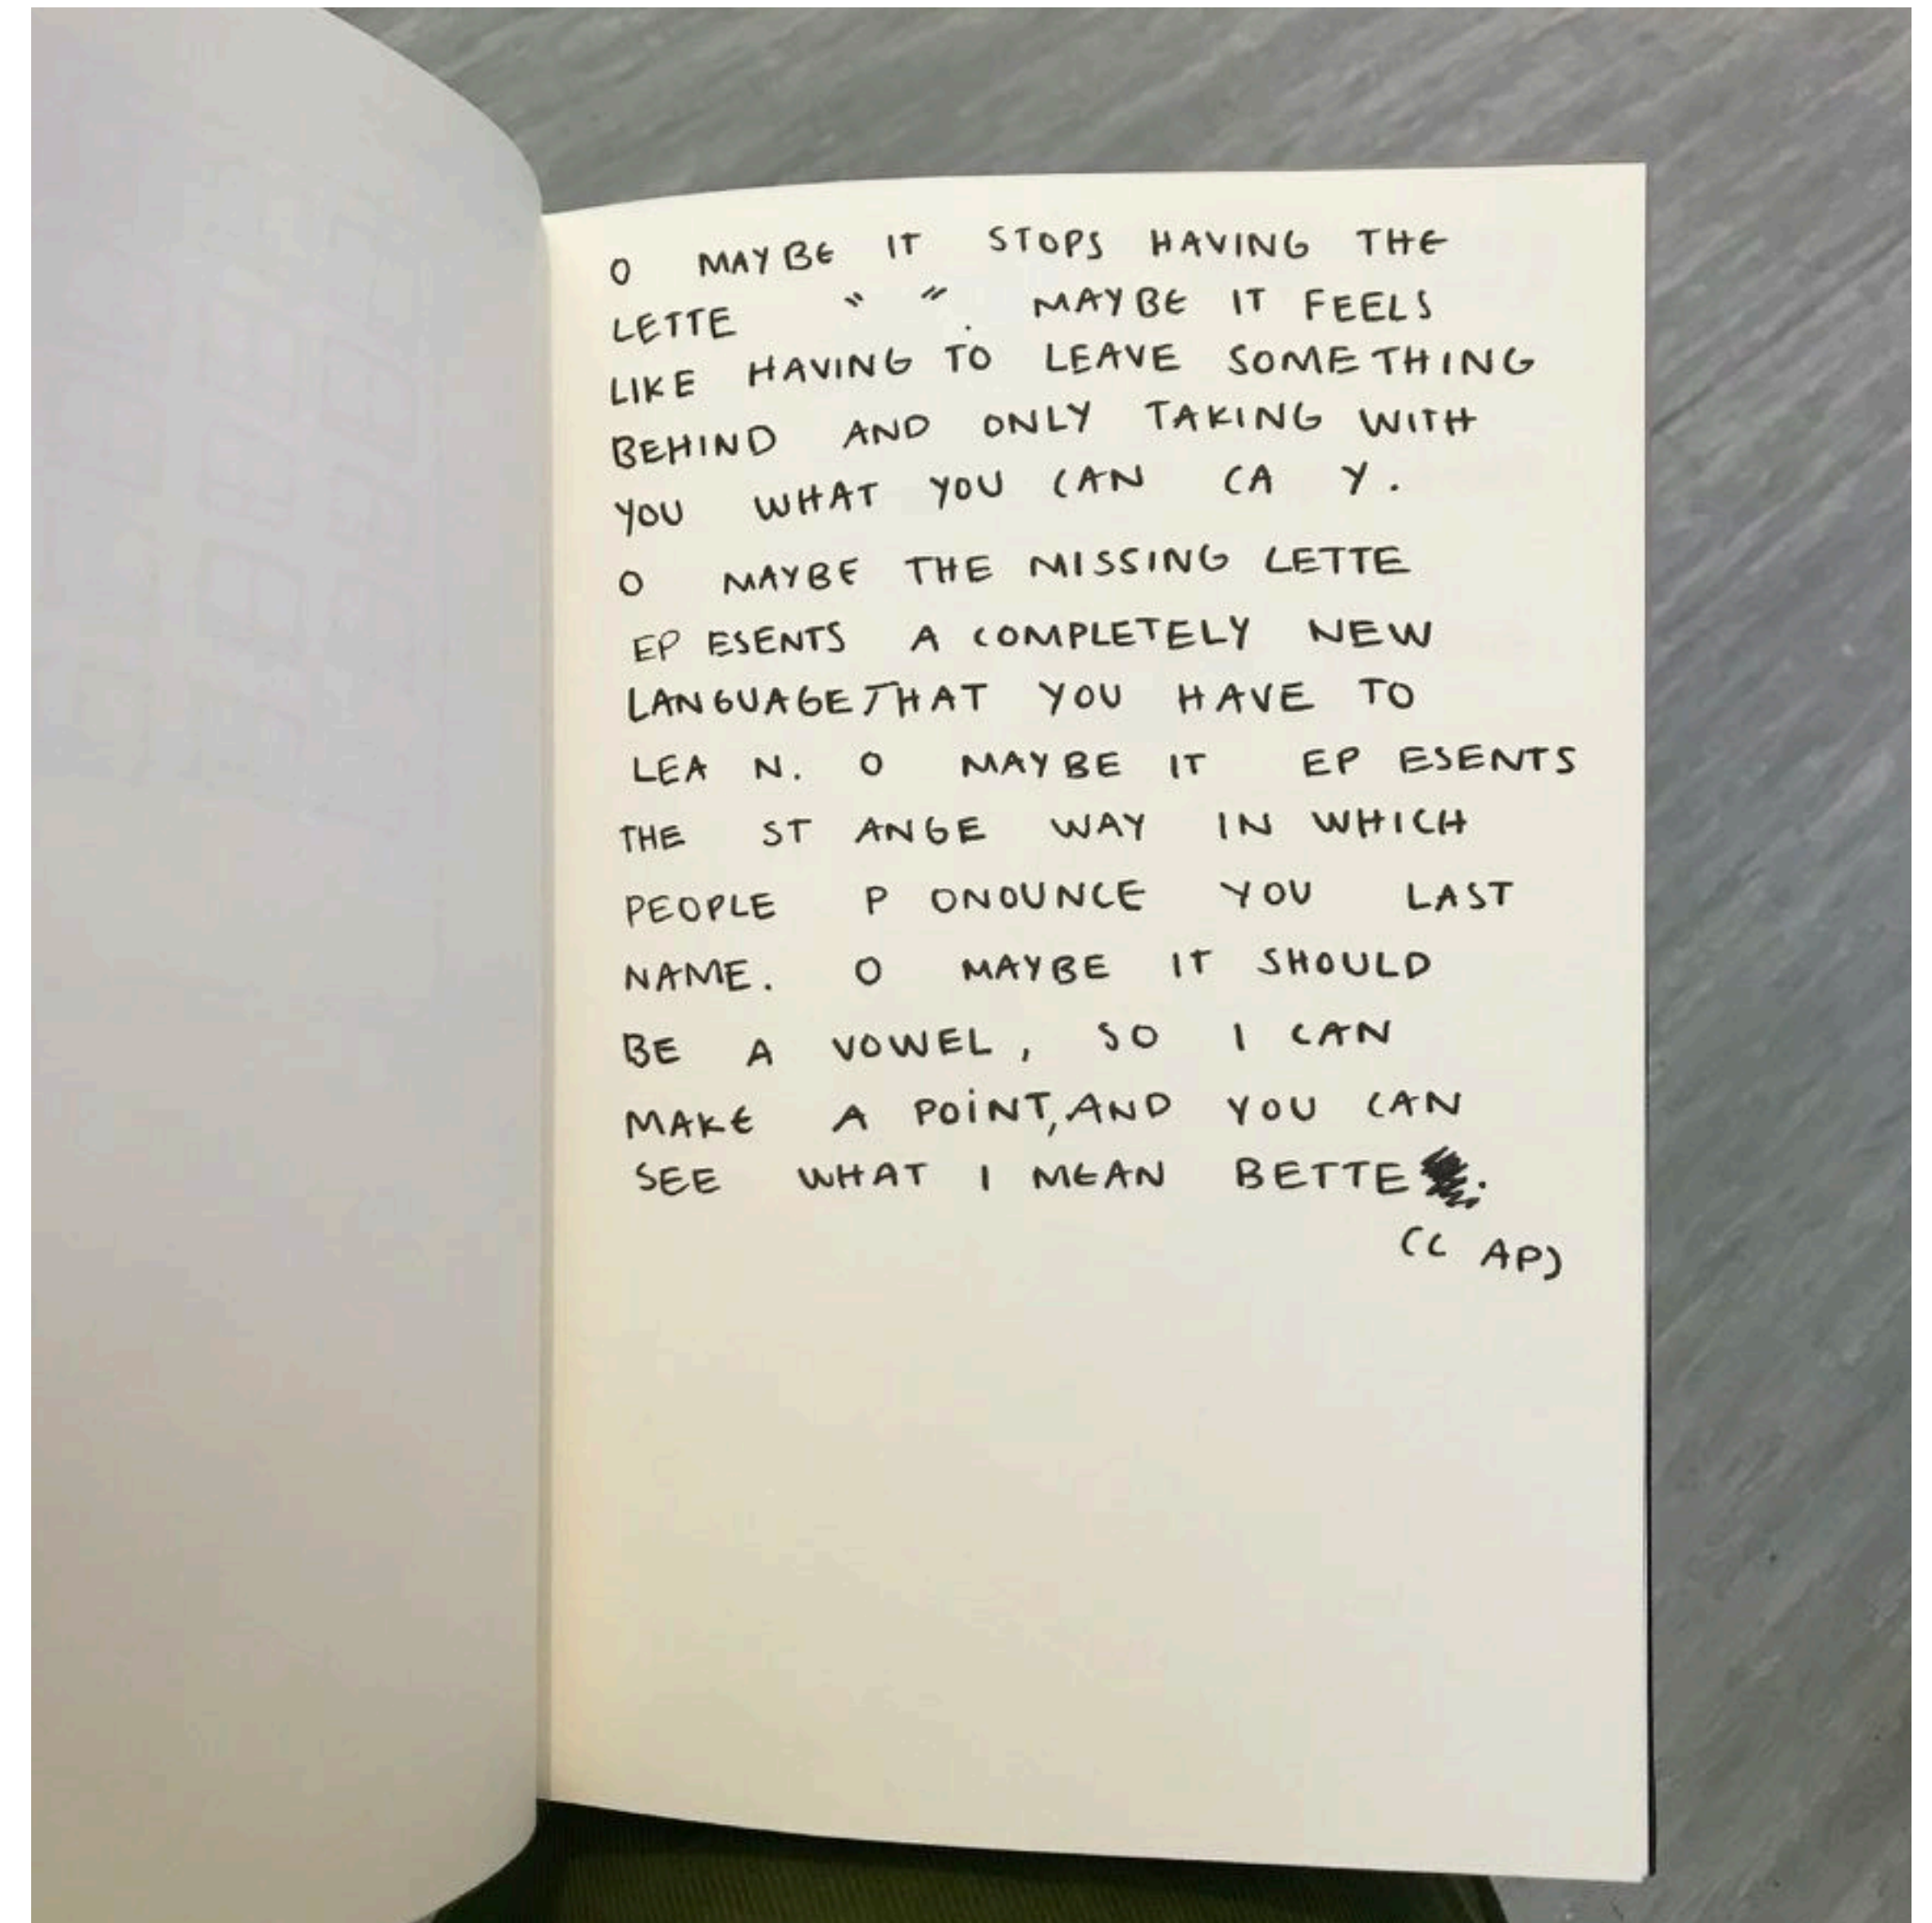 O MAYBE IT STOPS HAVING THE
LETTE " ". MAYBE IT FEELS
LIKE HAVING TO LEAVE SOMETHING
BEHIND AND ONLY TAKING WITH
YOU WHAT YOU CAN CA Y.
O MAYBE THE MISSING LETTE
EP ESENTS A COMPLETELY NEW
LANGUAGE THAT YOU HAVE TO
LEA N. O MAYBE IT EP ESENTS
THE ST ANGE WAY IN WHICH
PEOPLE P ONOUNCE YOU LAST
NAME. O MAYBE IT SHOULD
BE A VOWEL, SO I CAN
MAKE A POINT, AND YOU CAN
SEE WHAT I MEAN BETTE .
(C AP)